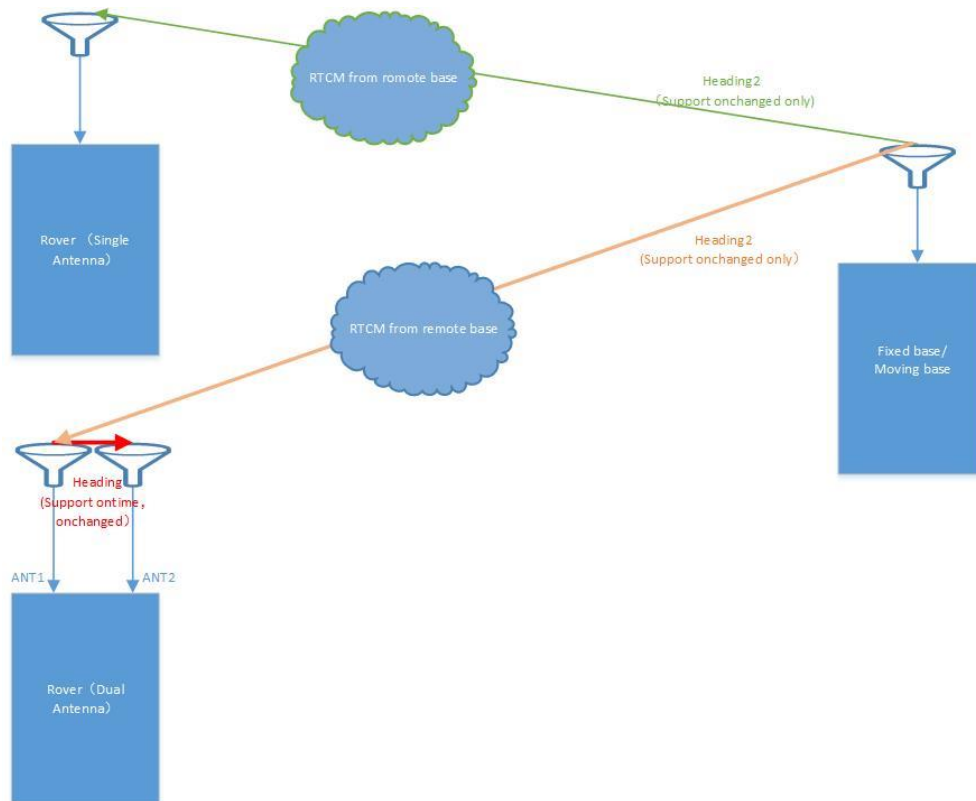 RTCM from romote base
Heading2
（Support onchanged only)
Rover （Single
Antenna）
Heading2
(Support onchanged only）
RTCM from remote base
Fixed base/
Moving base
Heading
(Support ontime，
onchanged）
ANT1
ANT2
Rover（Dual
Antenna）